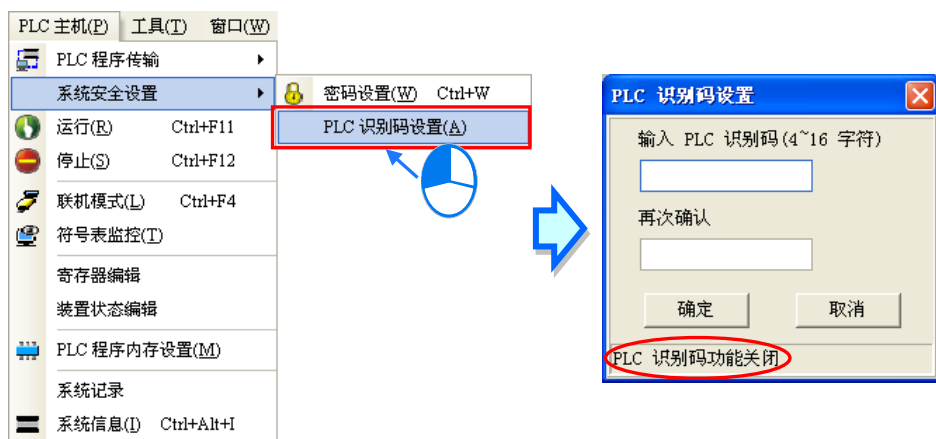 PLC 主机(P) 工具(T) 窗口(W)
PLC 程序传输
系统安全设置
运行(R) Ctrl+F11
停止(S) Ctrl+F12
联机模式(L) Ctrl+F4
符号表监控(T)
寄存器编辑
装置状态编辑
PLC 程序内存设置(M)
系统记录
系统信息(I) Ctrl+Alt+I
密码设置(W) Ctrl+W
PLC 识别码设置(A)
PLC 识别码设置
输入 PLC 识别码(4~16 字符)
再次确认
确定 取消
PLC 识别码功能关闭